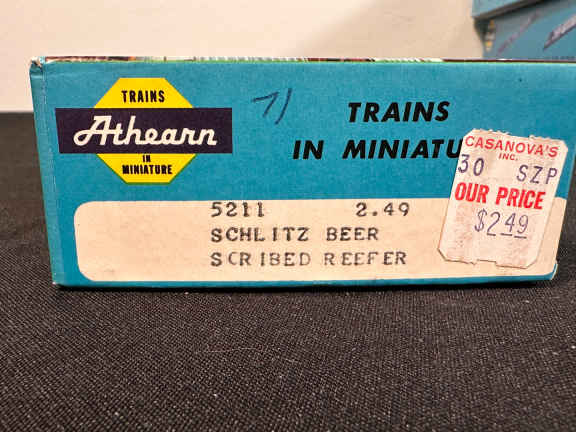 TRAINS
Athearn
IN
MINIATURE
TRAINS
IN MINIATU
5211 2.49
SCHLITZ BEER
SCRIBED REEFER
CASANOVA'S
INC.
30 SZP
OUR PRICE
$2.49